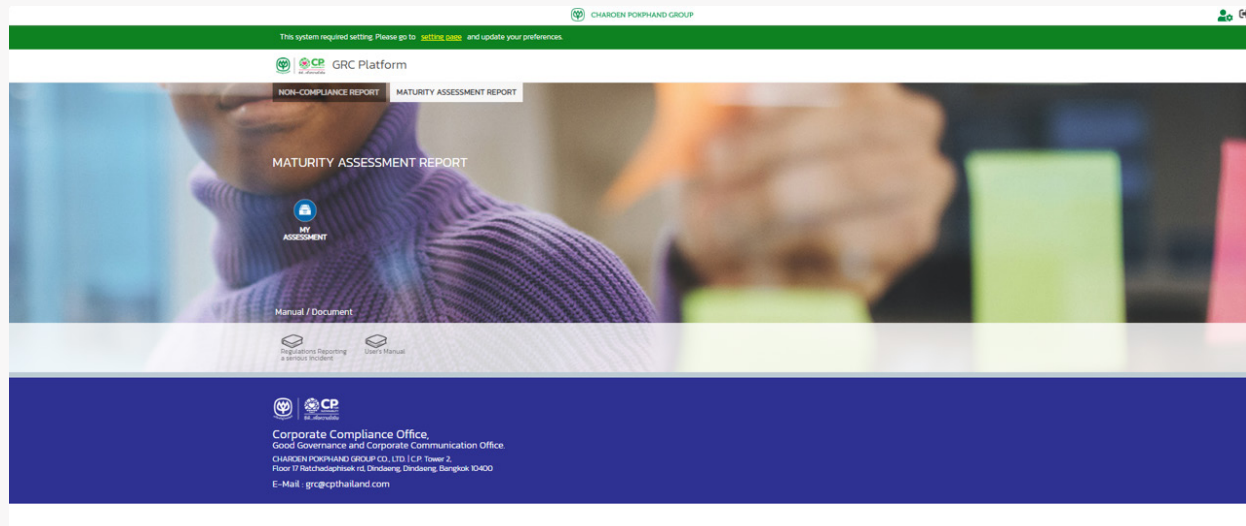 CHAROEN POKPHAND GROUP
This system required setting. Please go to setting page and update your preferences.
CP
GRC Platform
NON-COMPLIANCE REPORT
MATURITY ASSESSMENT REPORT
MATURITY ASSESSMENT REPORT
MY
ASSESSMENT
Manual / Document
Regulations Reporting
a serious incident
User's Manual
CP
Corporate Compliance Office,
Good Governance and Corporate Communication Office.
CHAROEN POKPHAND GROUP CO., LTD. | C.P. Tower 2,
Floor 17 Ratchadaphisek rd, Dindaeng, Dindaeng, Bangkok 10400
E-Mail : grc@cpthailand.com